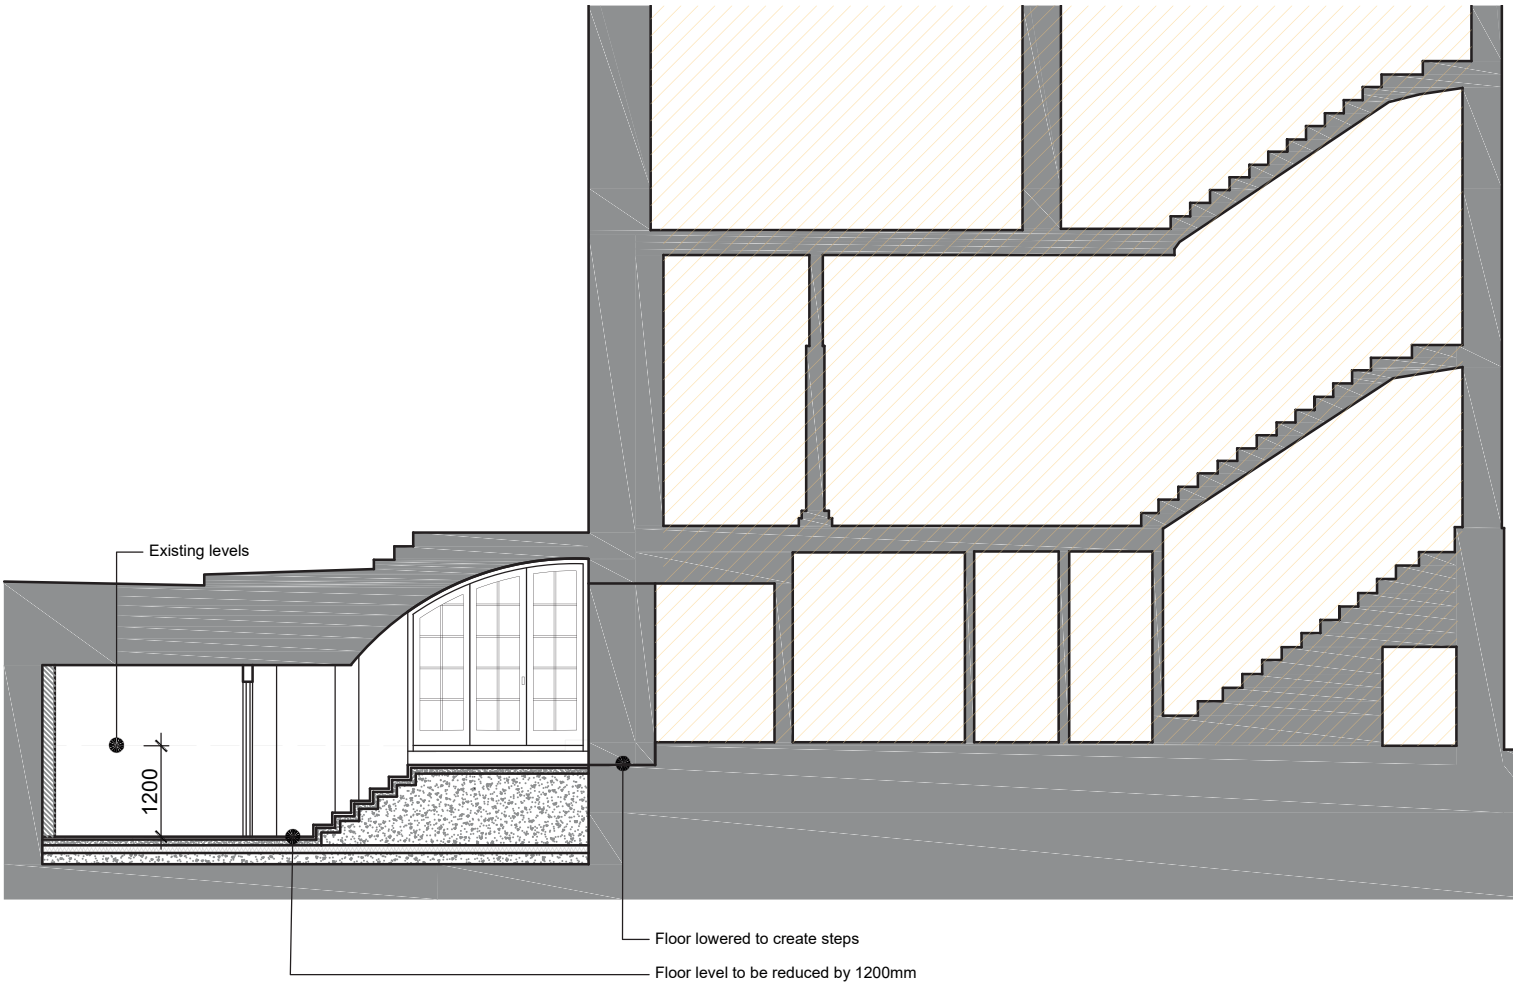 Existing levels
1200
Floor lowered to create steps
Floor level to be reduced by 1200mm